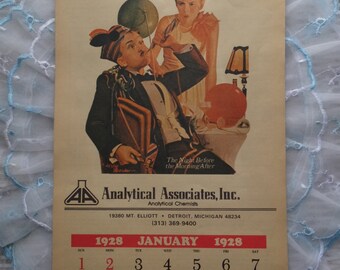 The Night Before
the Morning After
AA
Analytical Associates, Inc.
Analytical Chemists
19380 MT. ELLIOTT • DETROIT, MICHIGAN 48234
(313) 369-9400
1928 JANUARY 1928
1 2 3 4 5 6 7